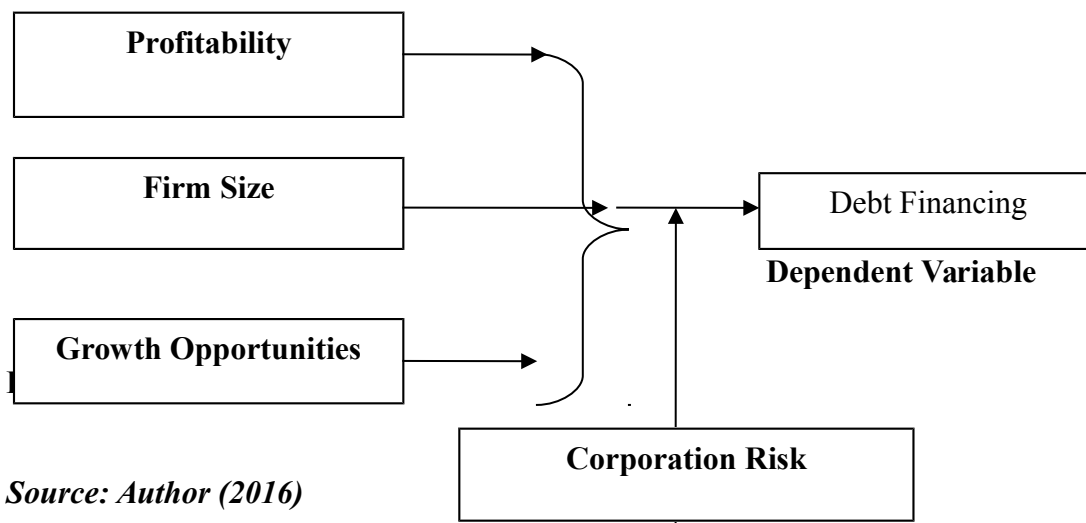 Profitability
Firm Size
Debt Financing
Dependent Variable
Growth Opportunities
Corporation Risk
Source: Author (2016)